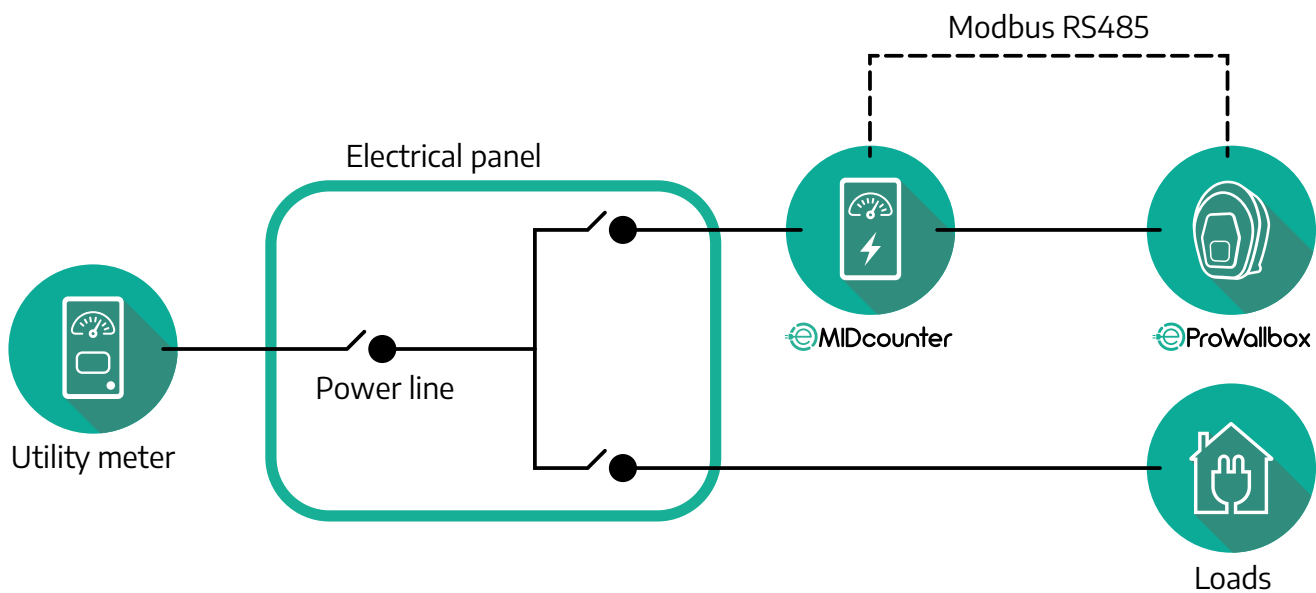 Modbus RS485
Electrical panel
eMIDcounter
eProWallbox
Power line
Utility meter
Loads